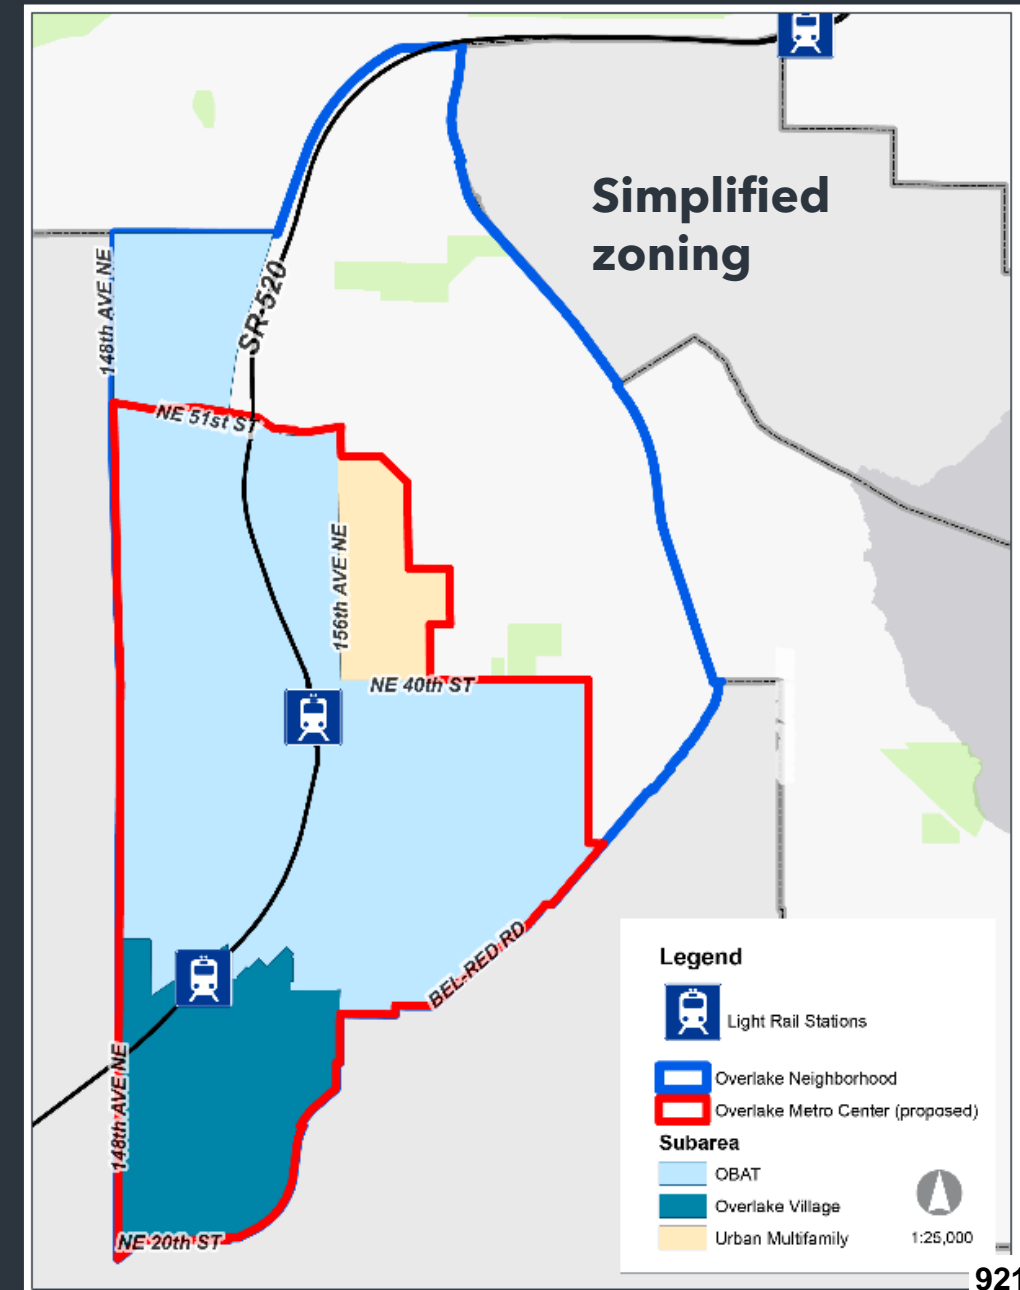 Simplified
zoning
148th AVE NE
SR-520
NE 51st ST
156th AVE NE
NE 40th ST
BEL-RED RD
148th AVE NE
NE 20th ST
Legend
Light Rail Stations
Overlake Neighborhood
Overlake Metro Center (proposed)
Subarea
OBAT
Overlake Village
Urban Multifamily
1:25,000
921